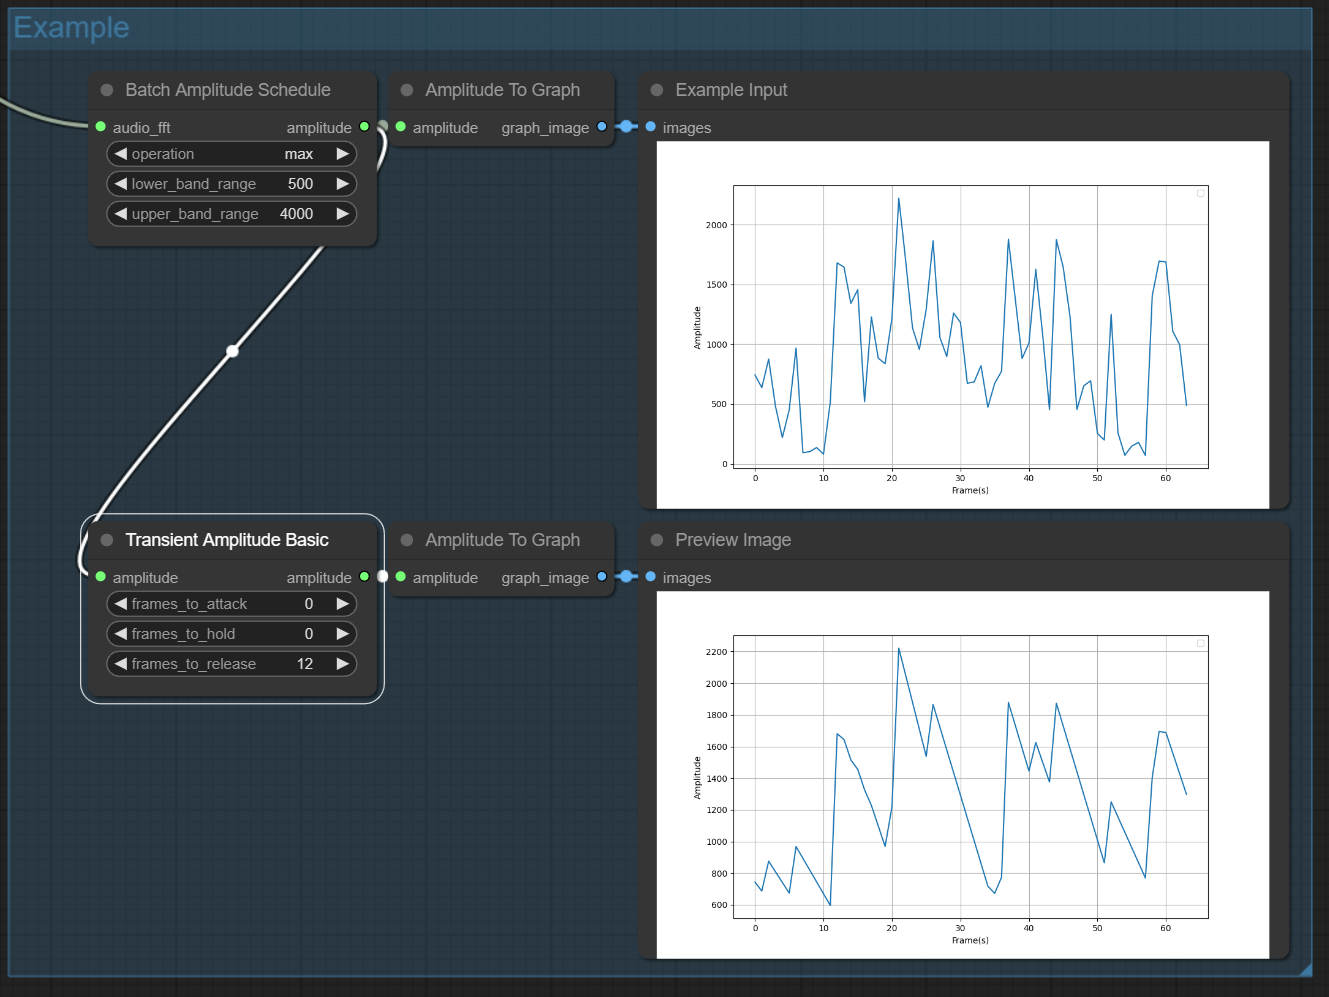 Example
Batch Amplitude Schedule
audio_fft amplitude
operation max
lower_band_range 500
upper_band_range 4000
Amplitude To Graph
amplitude graph_image
Example Input
images
2000
1500
1000
500
0
Amplitude
0 10 20 30 40 50 60
Frame(s)
Transient Amplitude Basic
amplitude amplitude
frames_to_attack 0
frames_to_hold 0
frames_to_release 12
Amplitude To Graph
amplitude graph_image
Preview Image
images
2200
2000
1800
1600
1400
1200
1000
800
600
Amplitude
0 10 20 30 40 50 60
Frame(s)